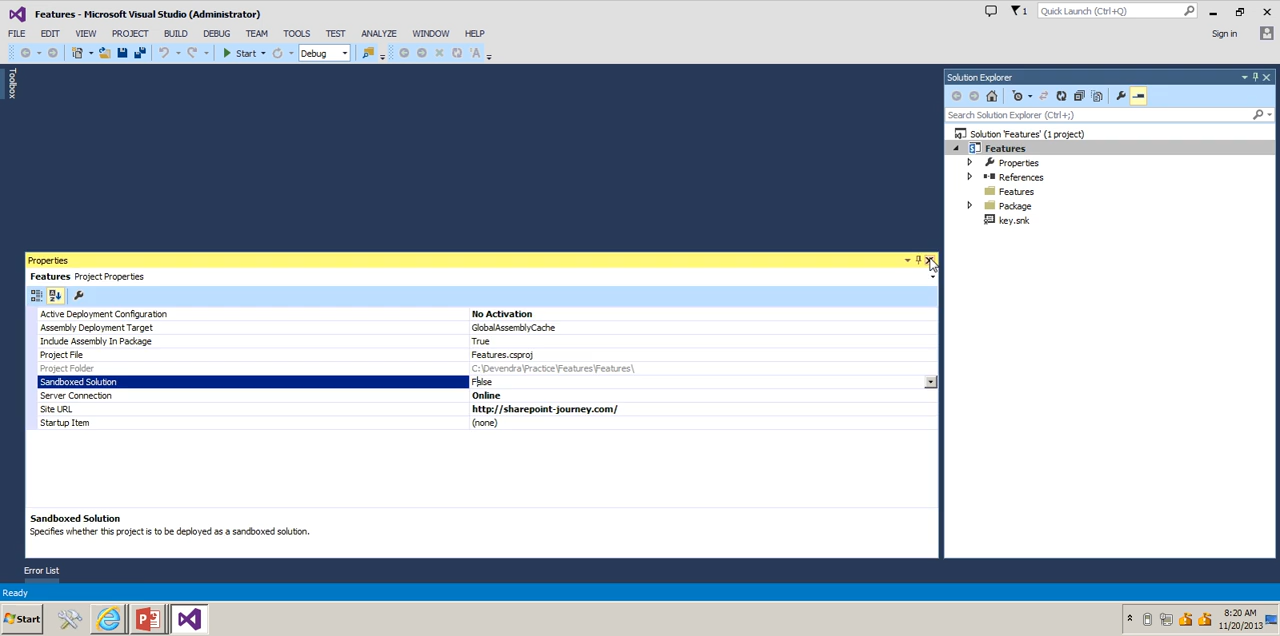 Features - Microsoft Visual Studio (Administrator)
1
Quick Launch (Ctrl+Q)
FILE EDIT VIEW PROJECT BUILD DEBUG TEAM TOOLS TEST ANALYZE WINDOW HELP
Sign in
Start
Debug
Toolbox
Solution Explorer
Search Solution Explorer (Ctrl+;)
Solution 'Features' (1 project)
Features
Properties
References
Features
Package
key.snk
Properties
Features Project Properties
Active Deployment Configuration No Activation
Assembly Deployment Target GlobalAssemblyCache
Include Assembly In Package True
Project File Features.csproj
Project Folder C:\Devendra\Practice\Features\Features\
Sandboxed Solution False
Server Connection Online
Site URL http://sharepoint-journey.com/
Startup Item (none)
Sandboxed Solution
Specifies whether this project is to be deployed as a sandboxed solution.
Error List
Ready
Start
8:20 AM
11/20/2013